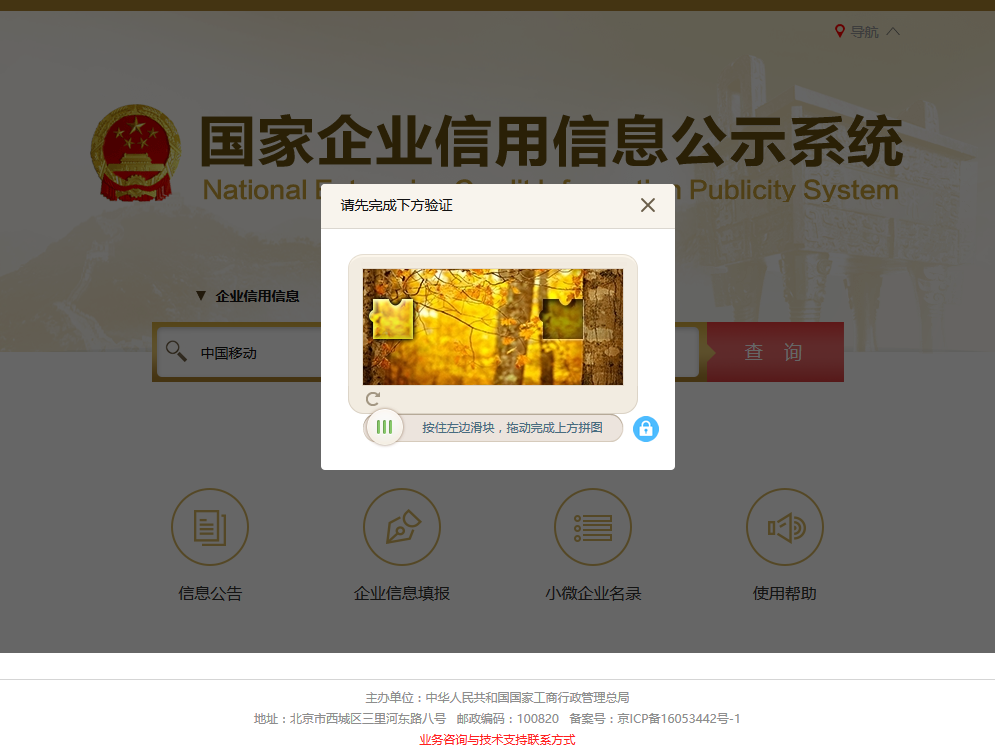 导航
国家企业信用信息公示系统
National Enterprise Credit Information Publicity System
请先完成下方验证
企业信用信息
中国移动
查 询
按住左边滑块，拖动完成上方拼图
信息公告
企业信息填报
小微企业名录
使用帮助
主办单位：中华人民共和国国家工商行政管理总局
地址：北京市西城区三里河东路八号 邮政编码：100820 备案号：京ICP备16053442号-1
业务咨询与技术支持联系方式